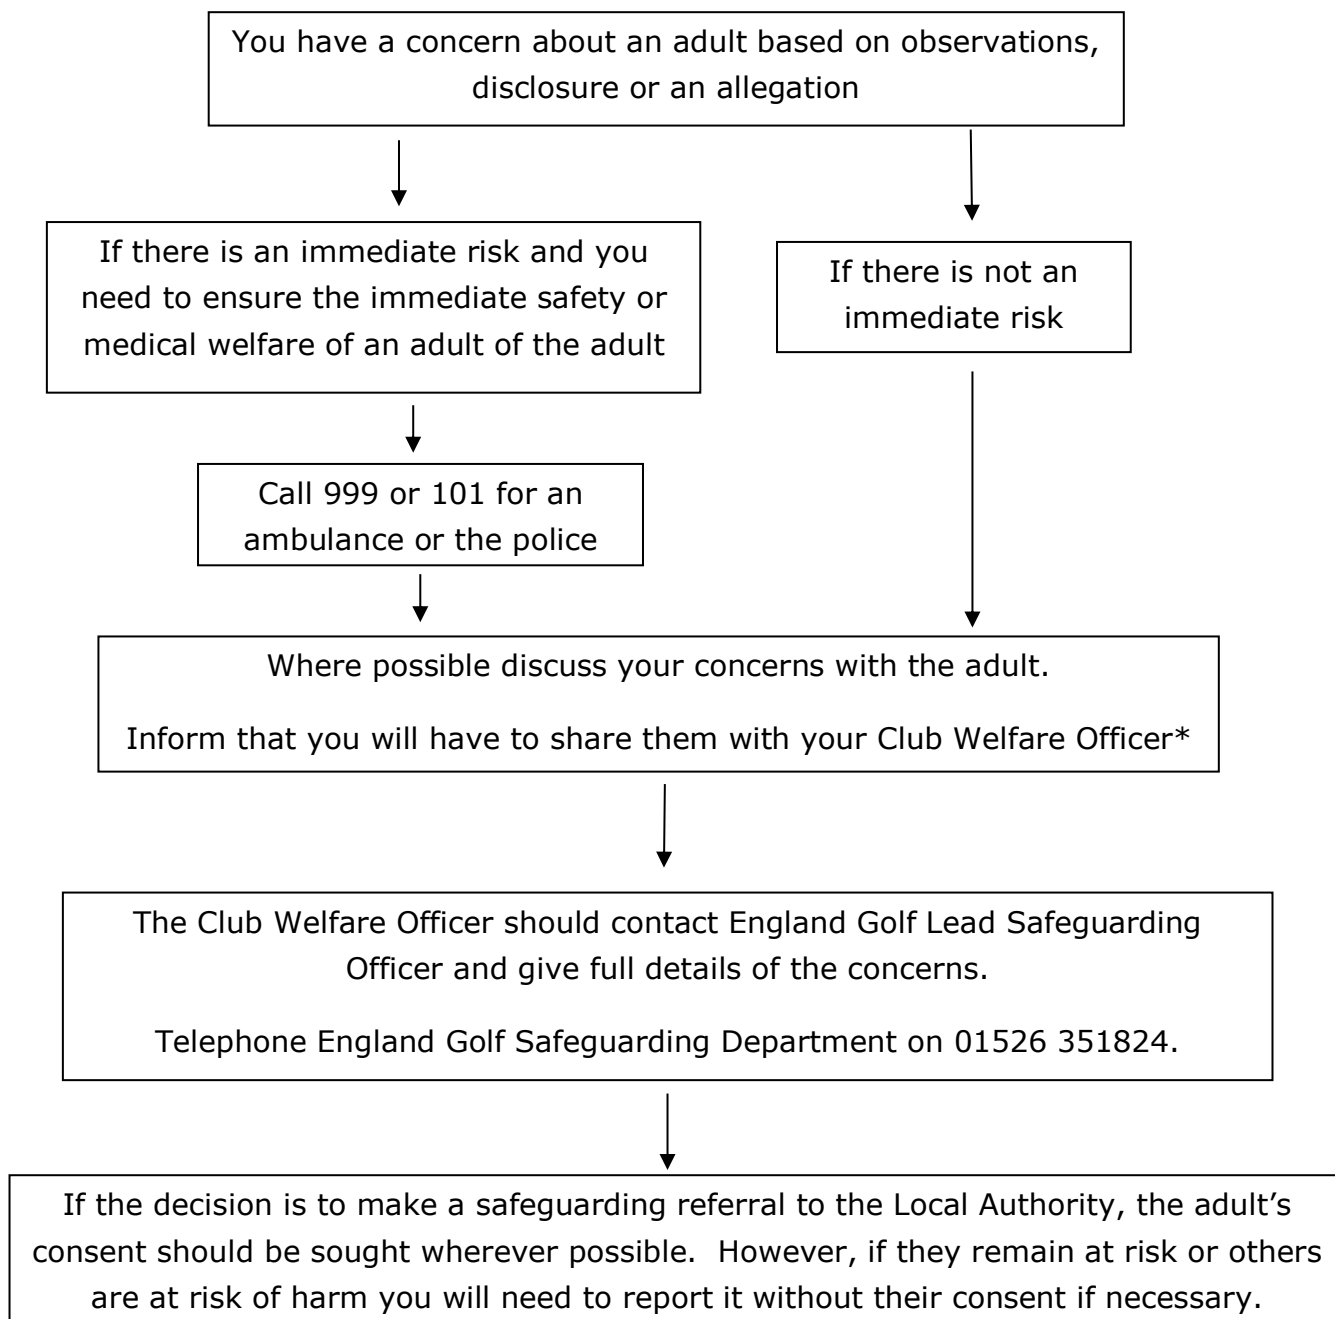 You have a concern about an adult based on observations,
disclosure or an allegation
If there is an immediate risk and you
need to ensure the immediate safety or
medical welfare of an adult of the adult
If there is not an
immediate risk
Call 999 or 101 for an
ambulance or the police
Where possible discuss your concerns with the adult.
Inform that you will have to share them with your Club Welfare Officer*
The Club Welfare Officer should contact England Golf Lead Safeguarding
Officer and give full details of the concerns.
Telephone England Golf Safeguarding Department on 01526 351824.
If the decision is to make a safeguarding referral to the Local Authority, the adult’s
consent should be sought wherever possible.  However, if they remain at risk or others
are at risk of harm you will need to report it without their consent if necessary.